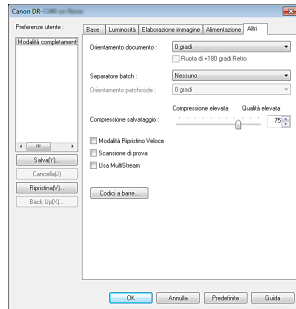 Canon DR-
Preferenze utente :
Modalità completament
Salva(Y)...
Cancella(J)
Ripristina(V)...
Back Up(X)...
Base Luminosità Elaborazione immagine Alimentazione Altri
Orientamento documento : 0 gradi
Ruota di +180 gradi Retro
Separatore batch : Nessuno
Orientamento patchcode : 0 gradi
Compressione elevata Qualità elevata
Compressione salvataggio : 75
Modalità Ripristino Veloce
Scansione di prova
Usa MultiStream
Codici a barre...
OK Annulla Predefinite Guida